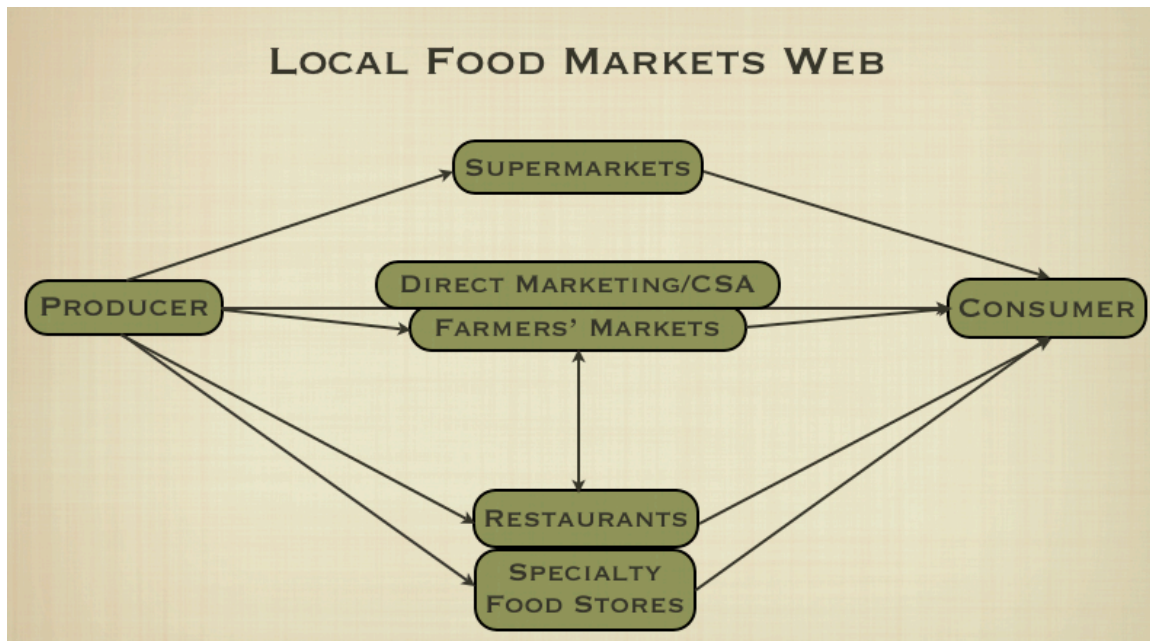 Local Food Markets Web
Supermarkets
Direct Marketing/CSA
Producer
Consumer
Farmers’ Markets
Restaurants
Specialty
Food Stores